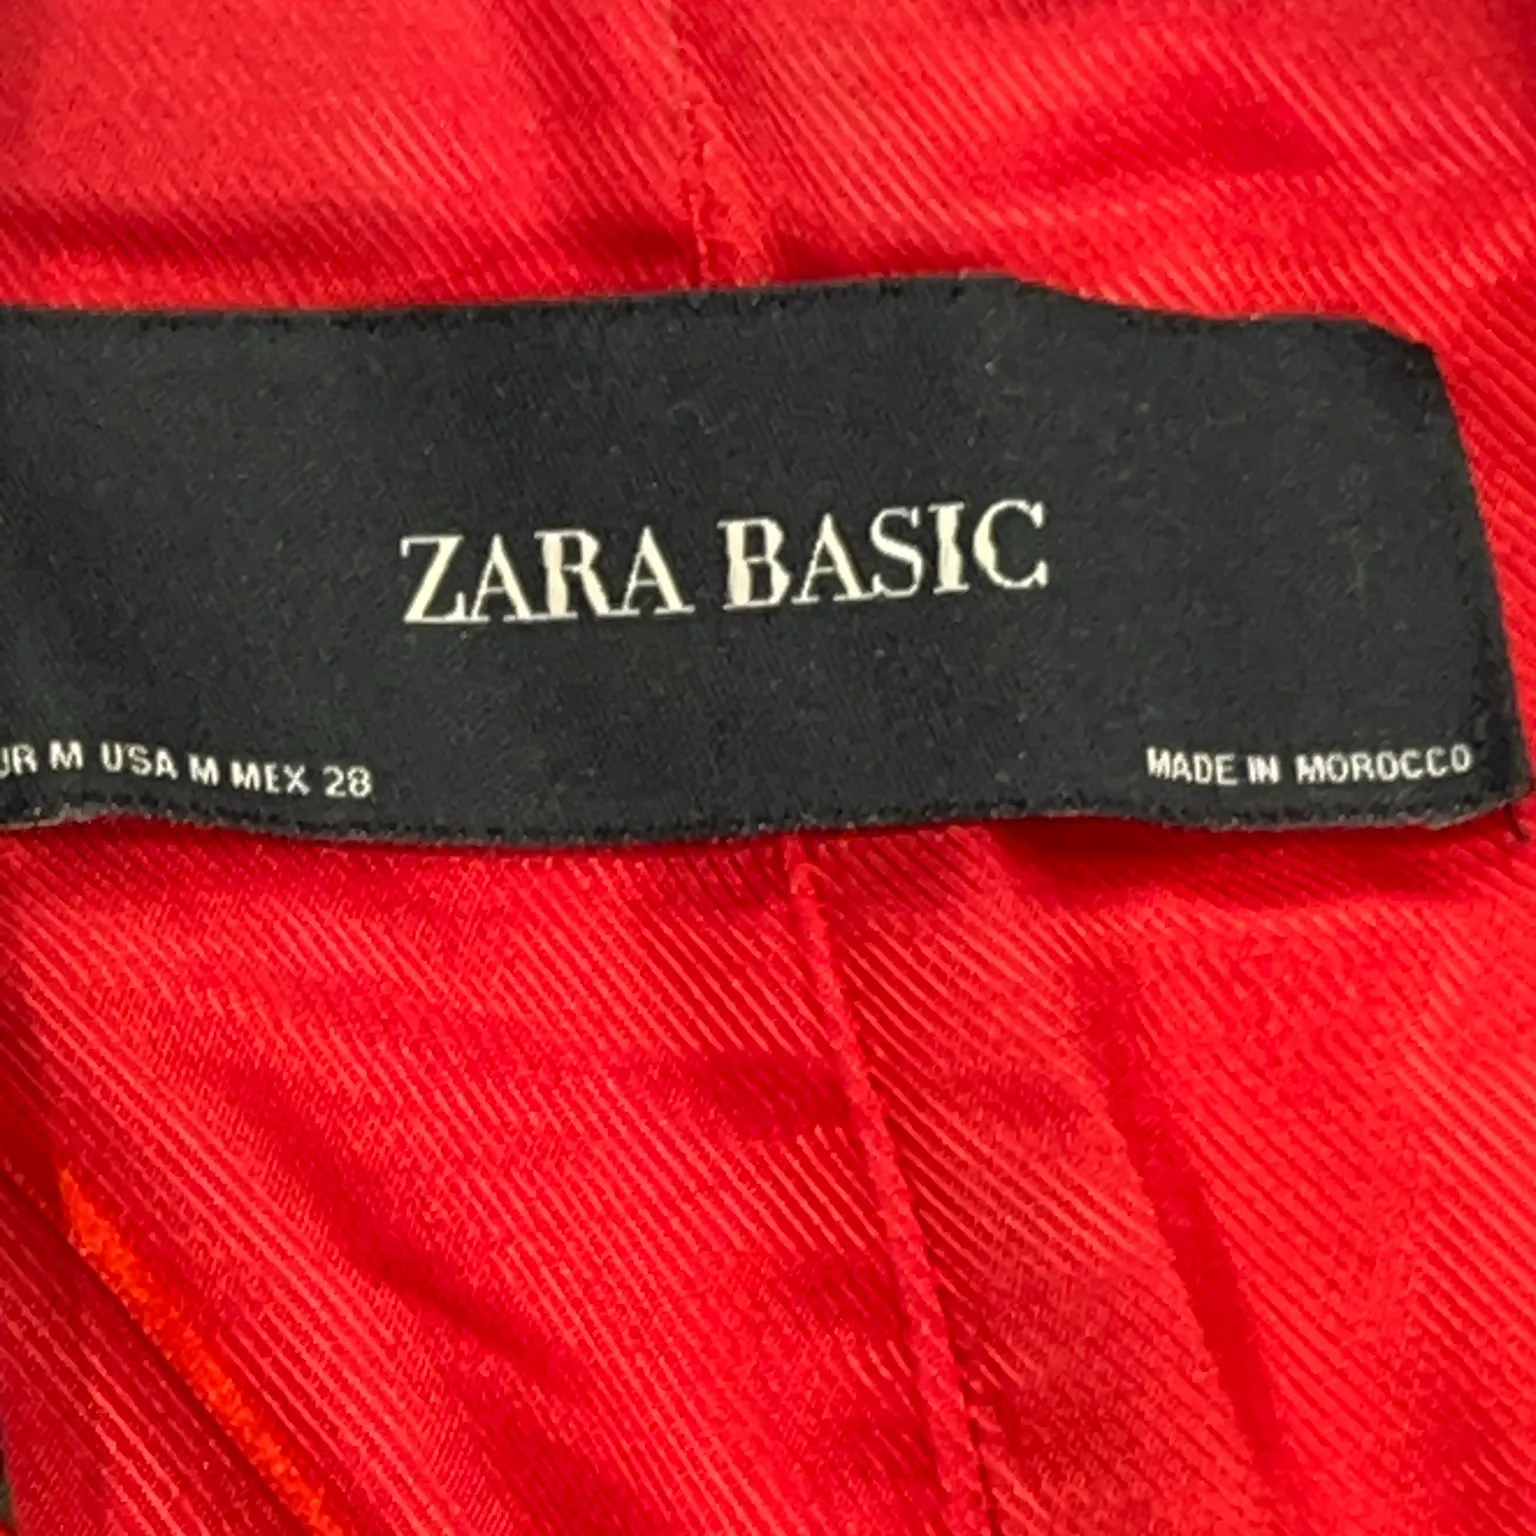 ZARA BASIC
UR M USA M MEX 28
MADE IN MOROCCO